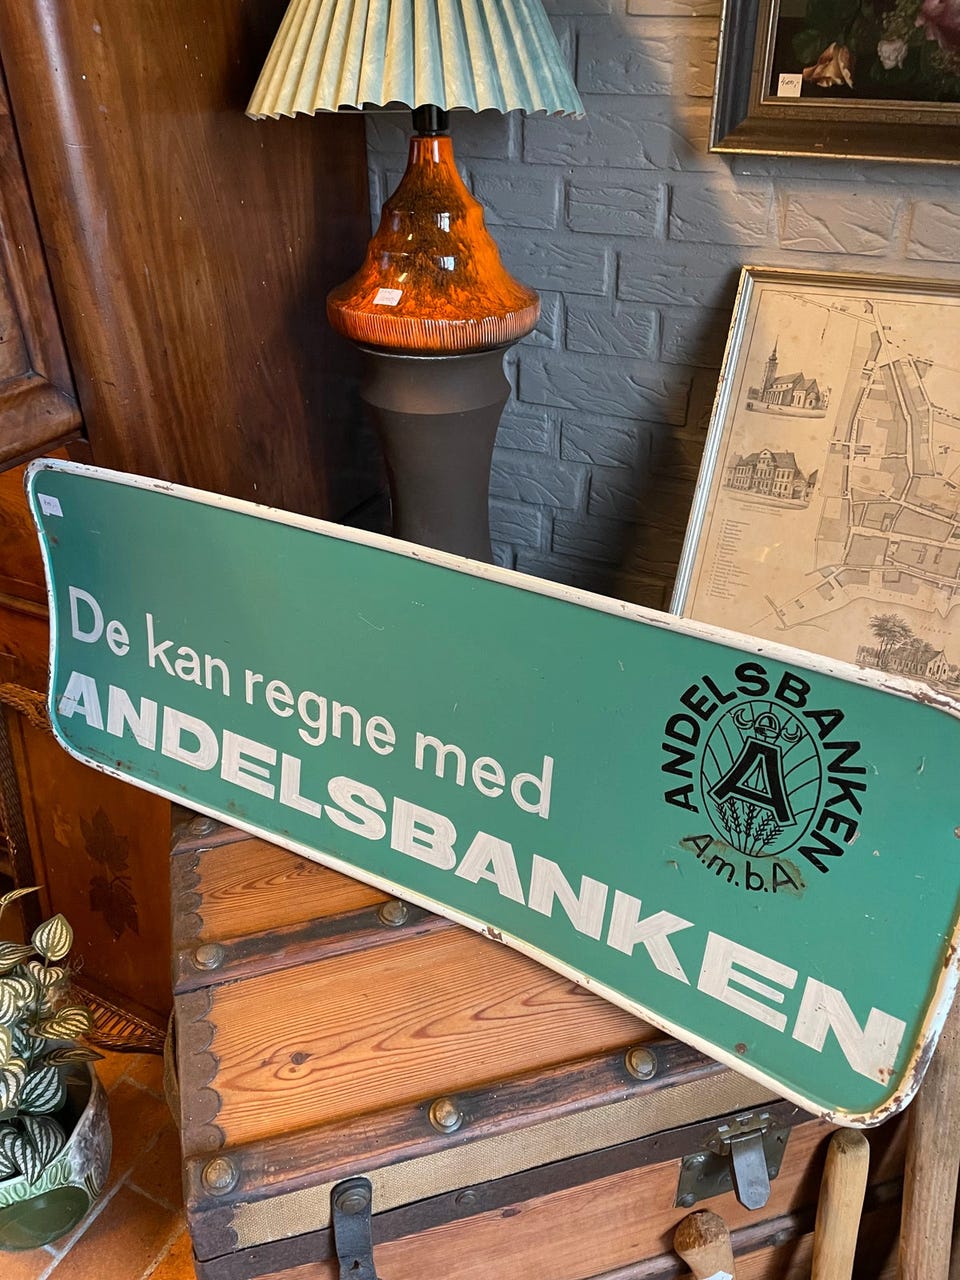 De kan regne med
ANDELSBANKEN
ANDELSBANKEN
A
A.m.b.A.